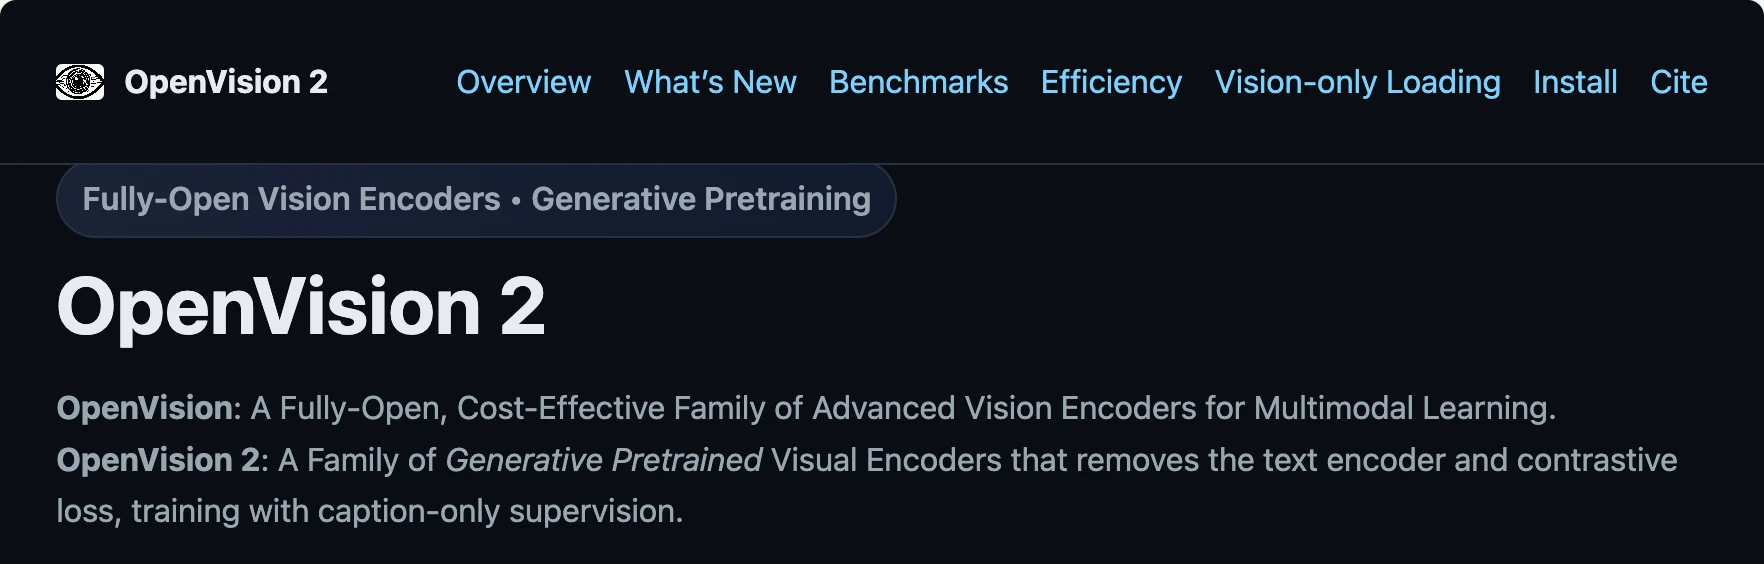 OpenVision 2
Overview What’s New Benchmarks Efficiency Vision-only Loading Install Cite
Fully-Open Vision Encoders • Generative Pretraining
OpenVision 2
OpenVision: A Fully-Open, Cost-Effective Family of Advanced Vision Encoders for Multimodal Learning.
OpenVision 2: A Family of Generative Pretrained Visual Encoders that removes the text encoder and contrastive
loss, training with caption-only supervision.